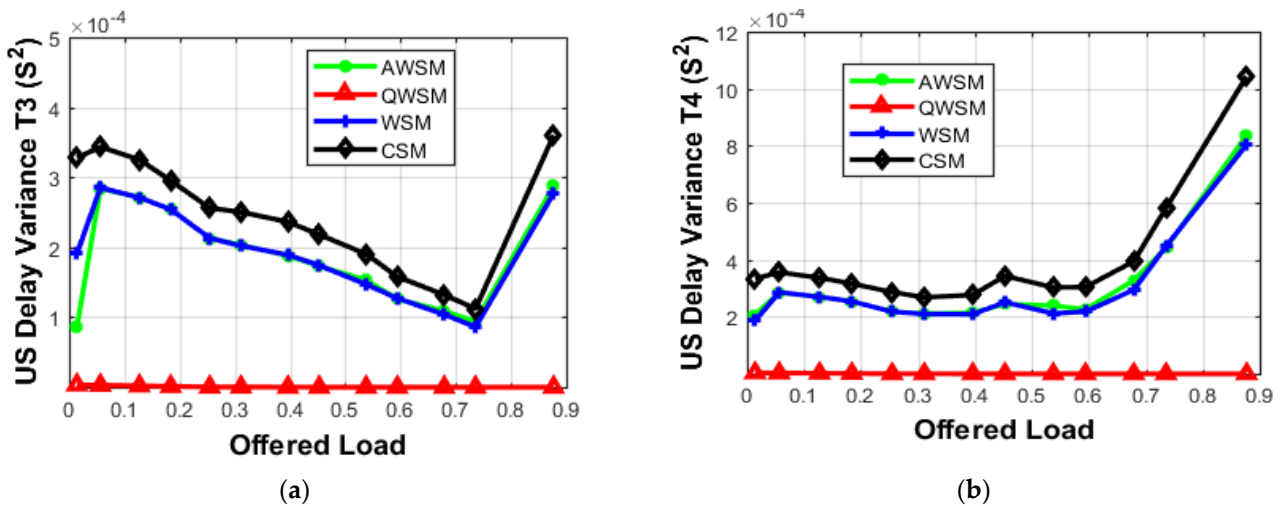 ×10⁻⁴
US Delay Variance T3 (S²)
5
4
3
2
1
0 0.1 0.2 0.3 0.4 0.5 0.6 0.7 0.8 0.9
Offered Load
AWSM
QWSM
WSM
CSM
(a)
×10⁻⁴
US Delay Variance T4 (S²)
12
10
8
6
4
2
0 0.1 0.2 0.3 0.4 0.5 0.6 0.7 0.8 0.9
Offered Load
AWSM
QWSM
WSM
CSM
(b)